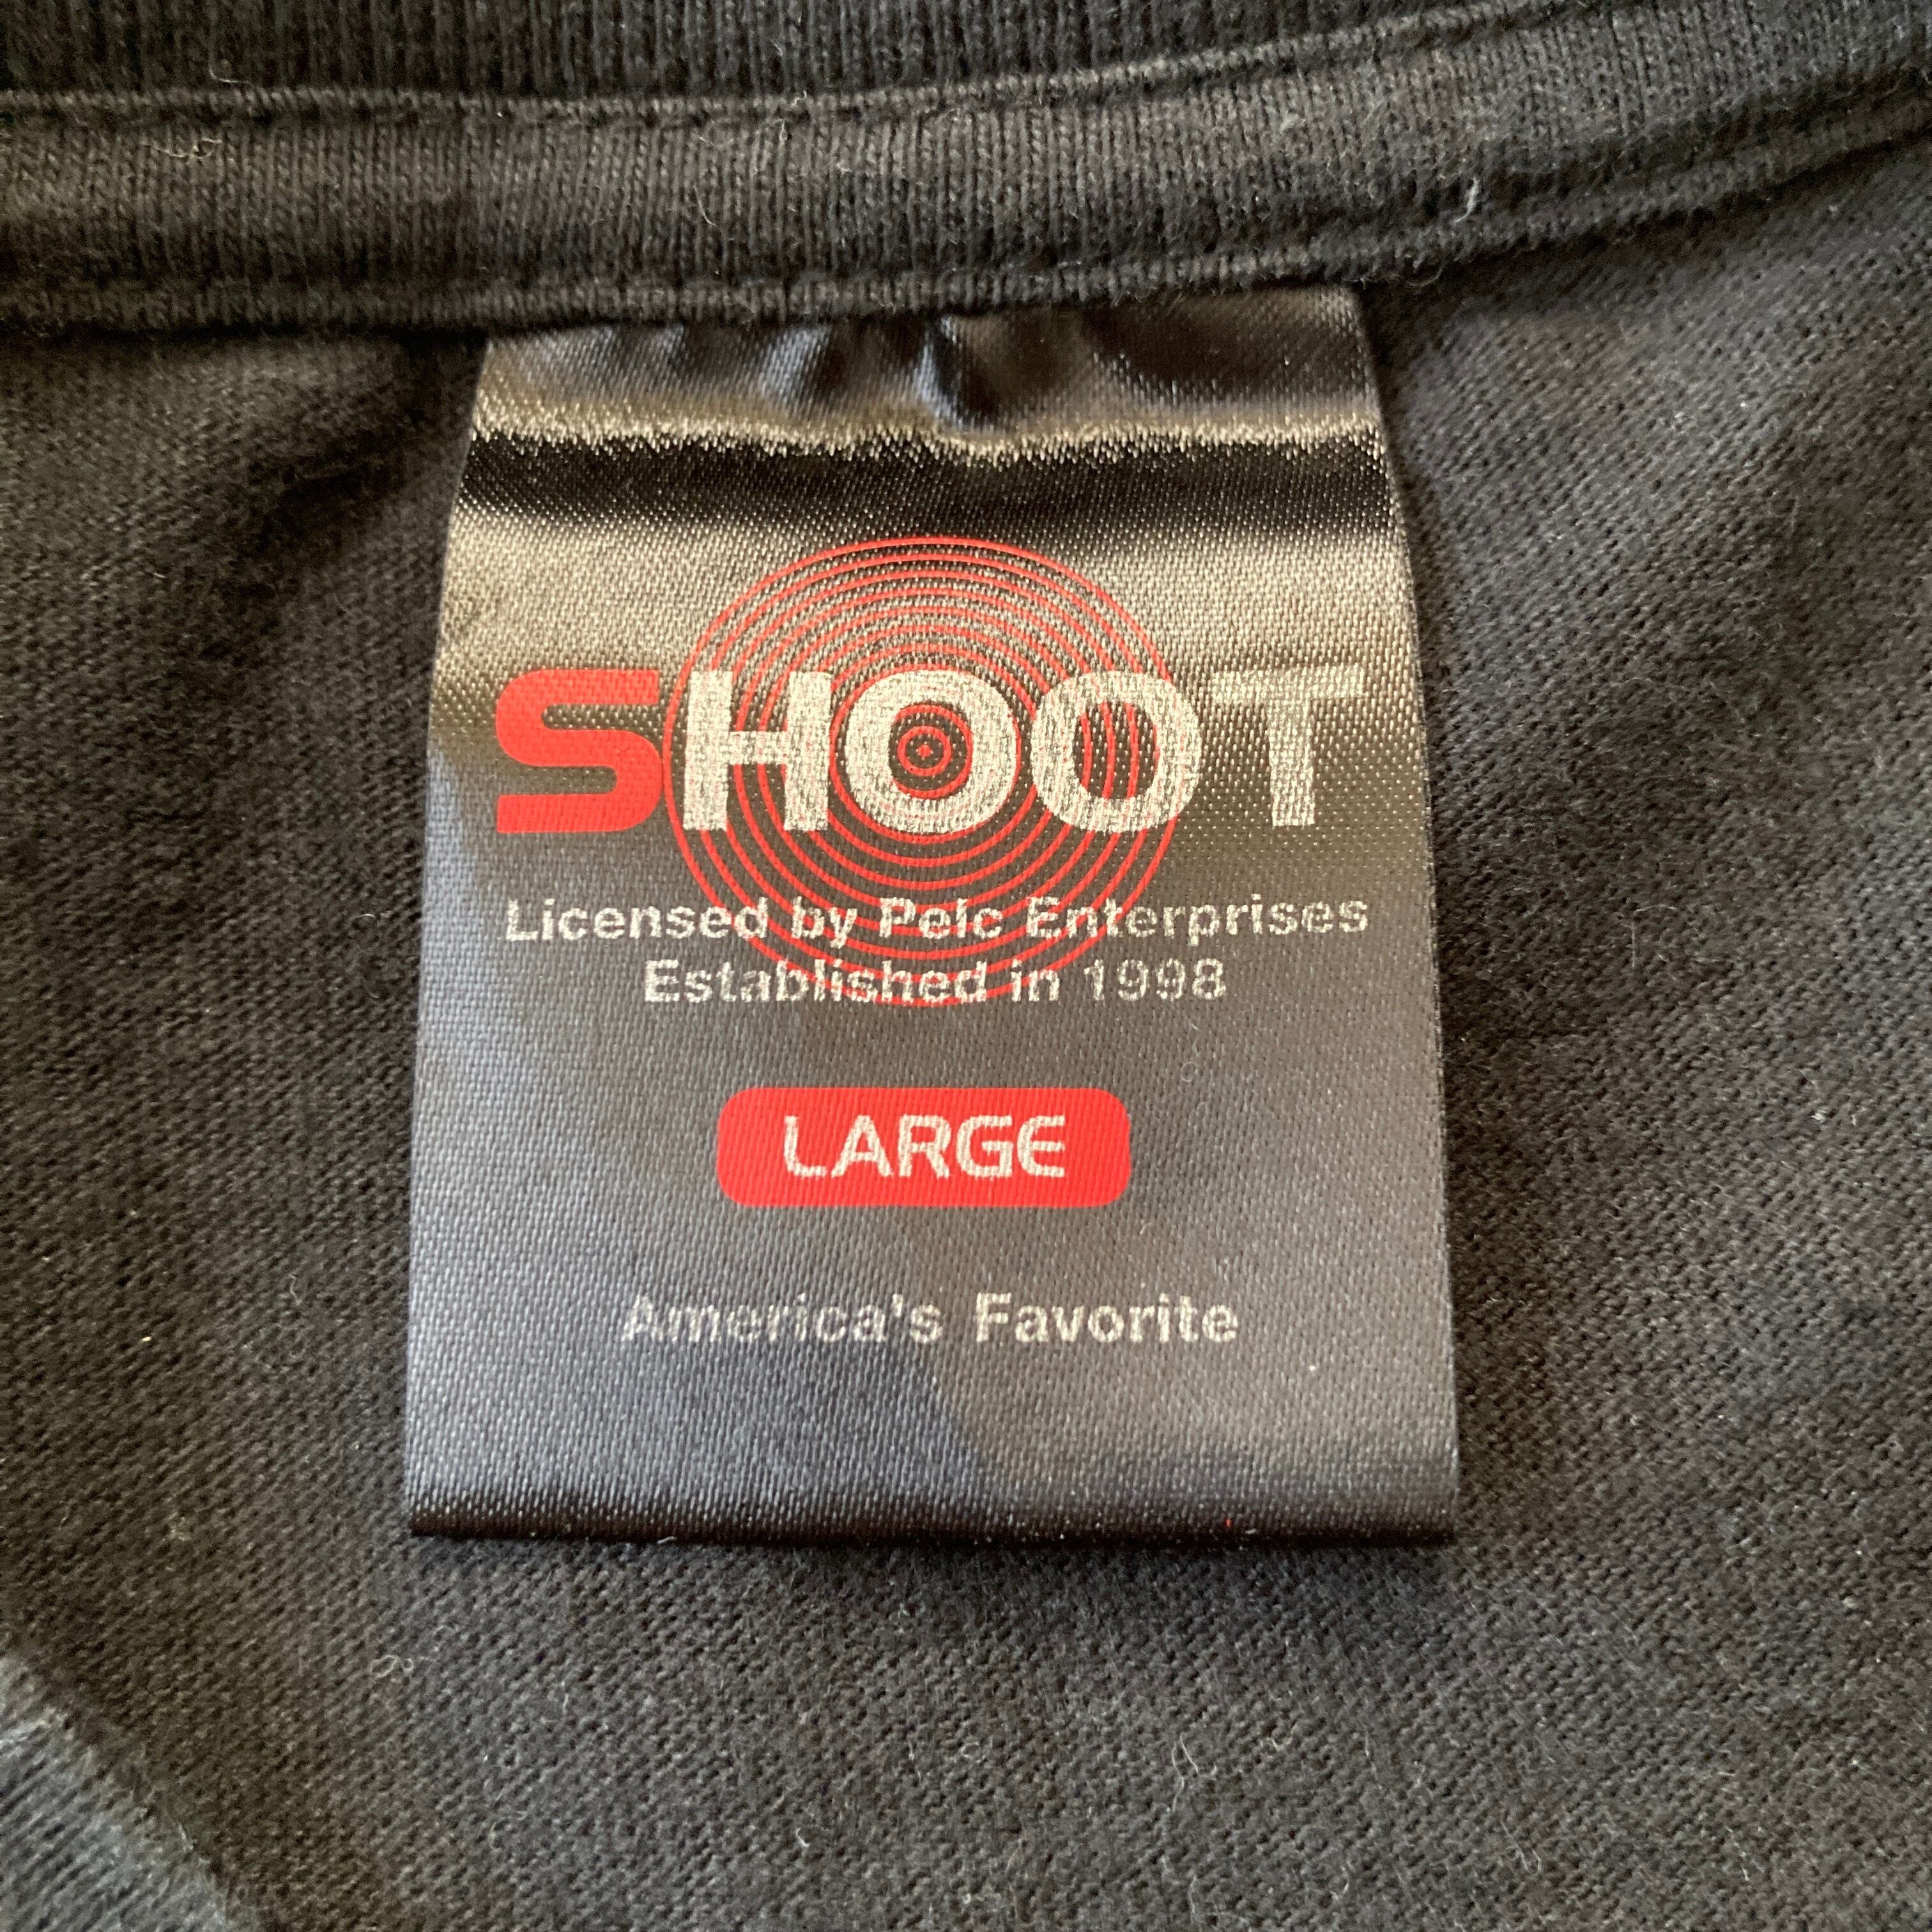 SHOOT
Licensed by Pelc Enterprises
Established in 1998
LARGE
America's Favorite